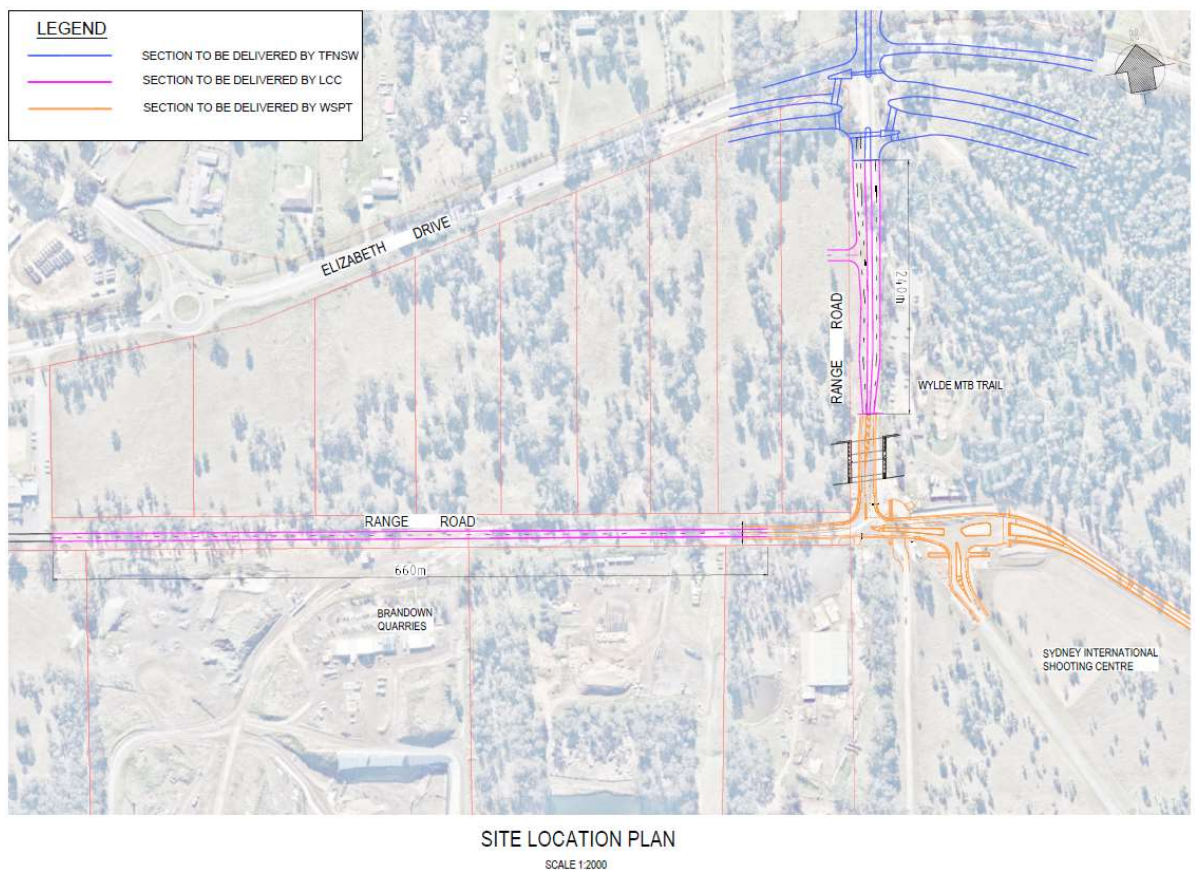 LEGEND
SECTION TO BE DELIVERED BY TFNSW
SECTION TO BE DELIVERED BY LCC
SECTION TO BE DELIVERED BY WSPT
ELIZABETH DRIVE
240m
RANGE ROAD
WYLDE MTB TRAIL
RANGE ROAD
660m
BRANDOWN
QUARRIES
SYDNEY INTERNATIONAL
SHOOTING CENTRE
SITE LOCATION PLAN
SCALE 1:2000